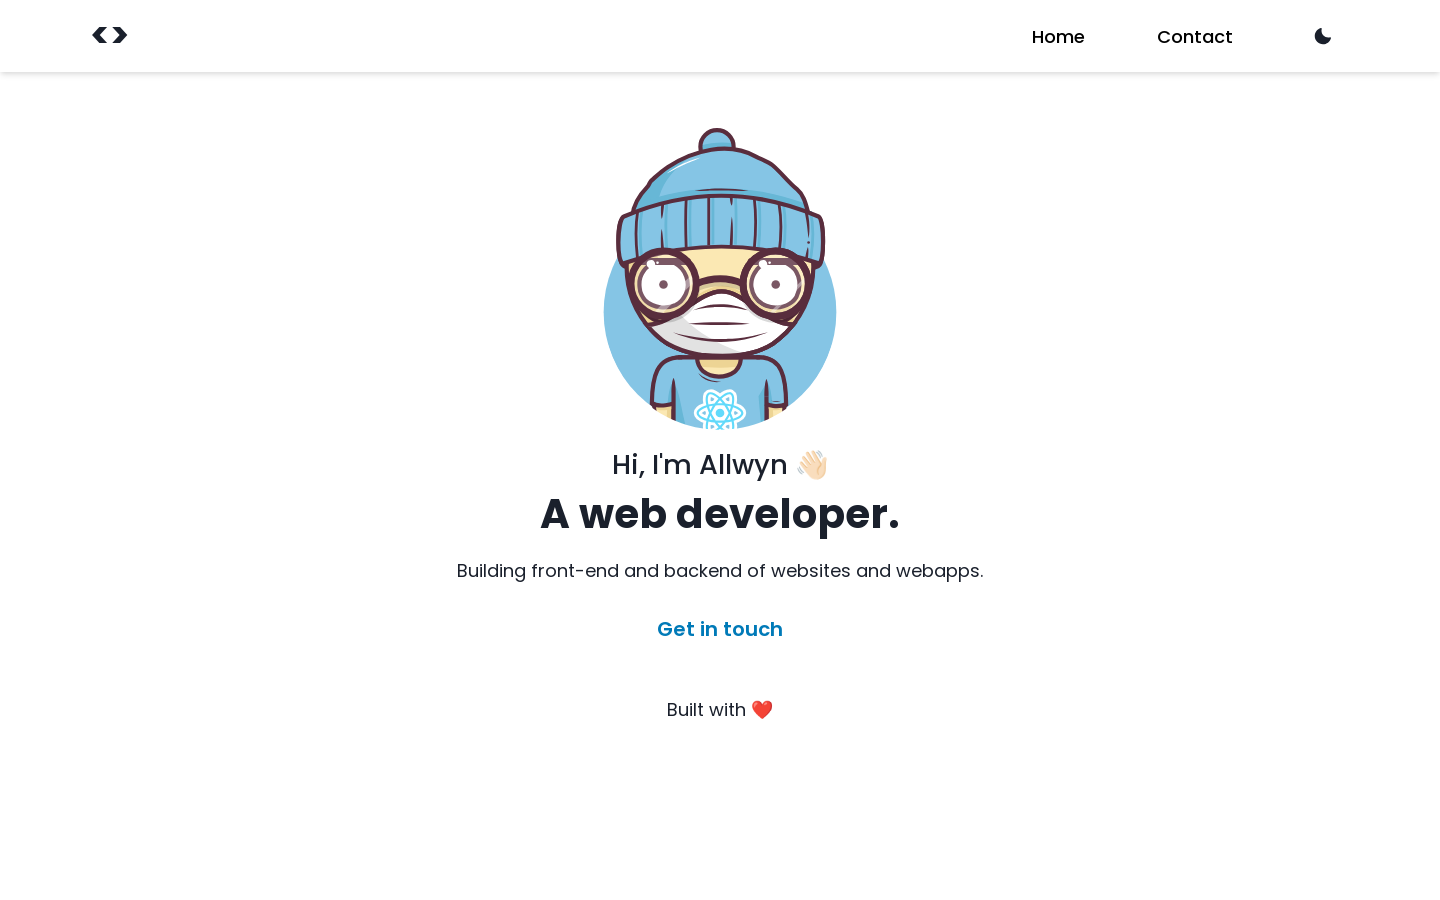 Home Contact
Hi, I'm Allwyn 👋🏻
A web developer.
Building front-end and backend of websites and webapps.
Get in touch
Built with ❤️